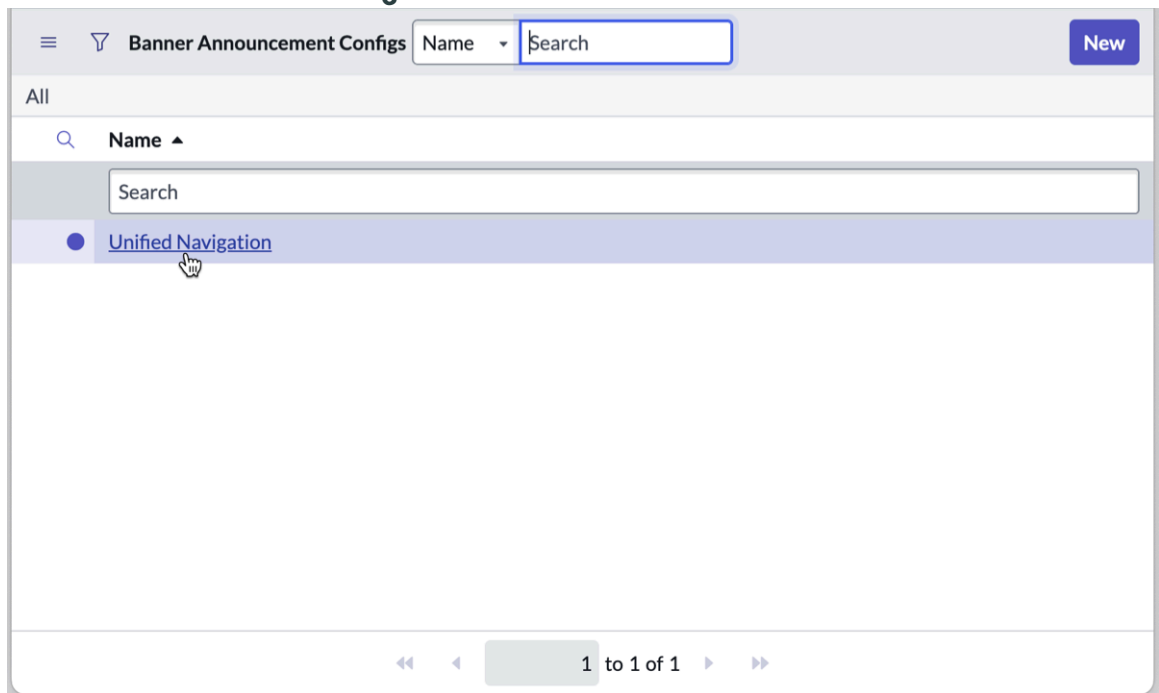 Banner Announcement Configs Name Search New
All
Name
Search
Unified Navigation
1 to 1 of 1